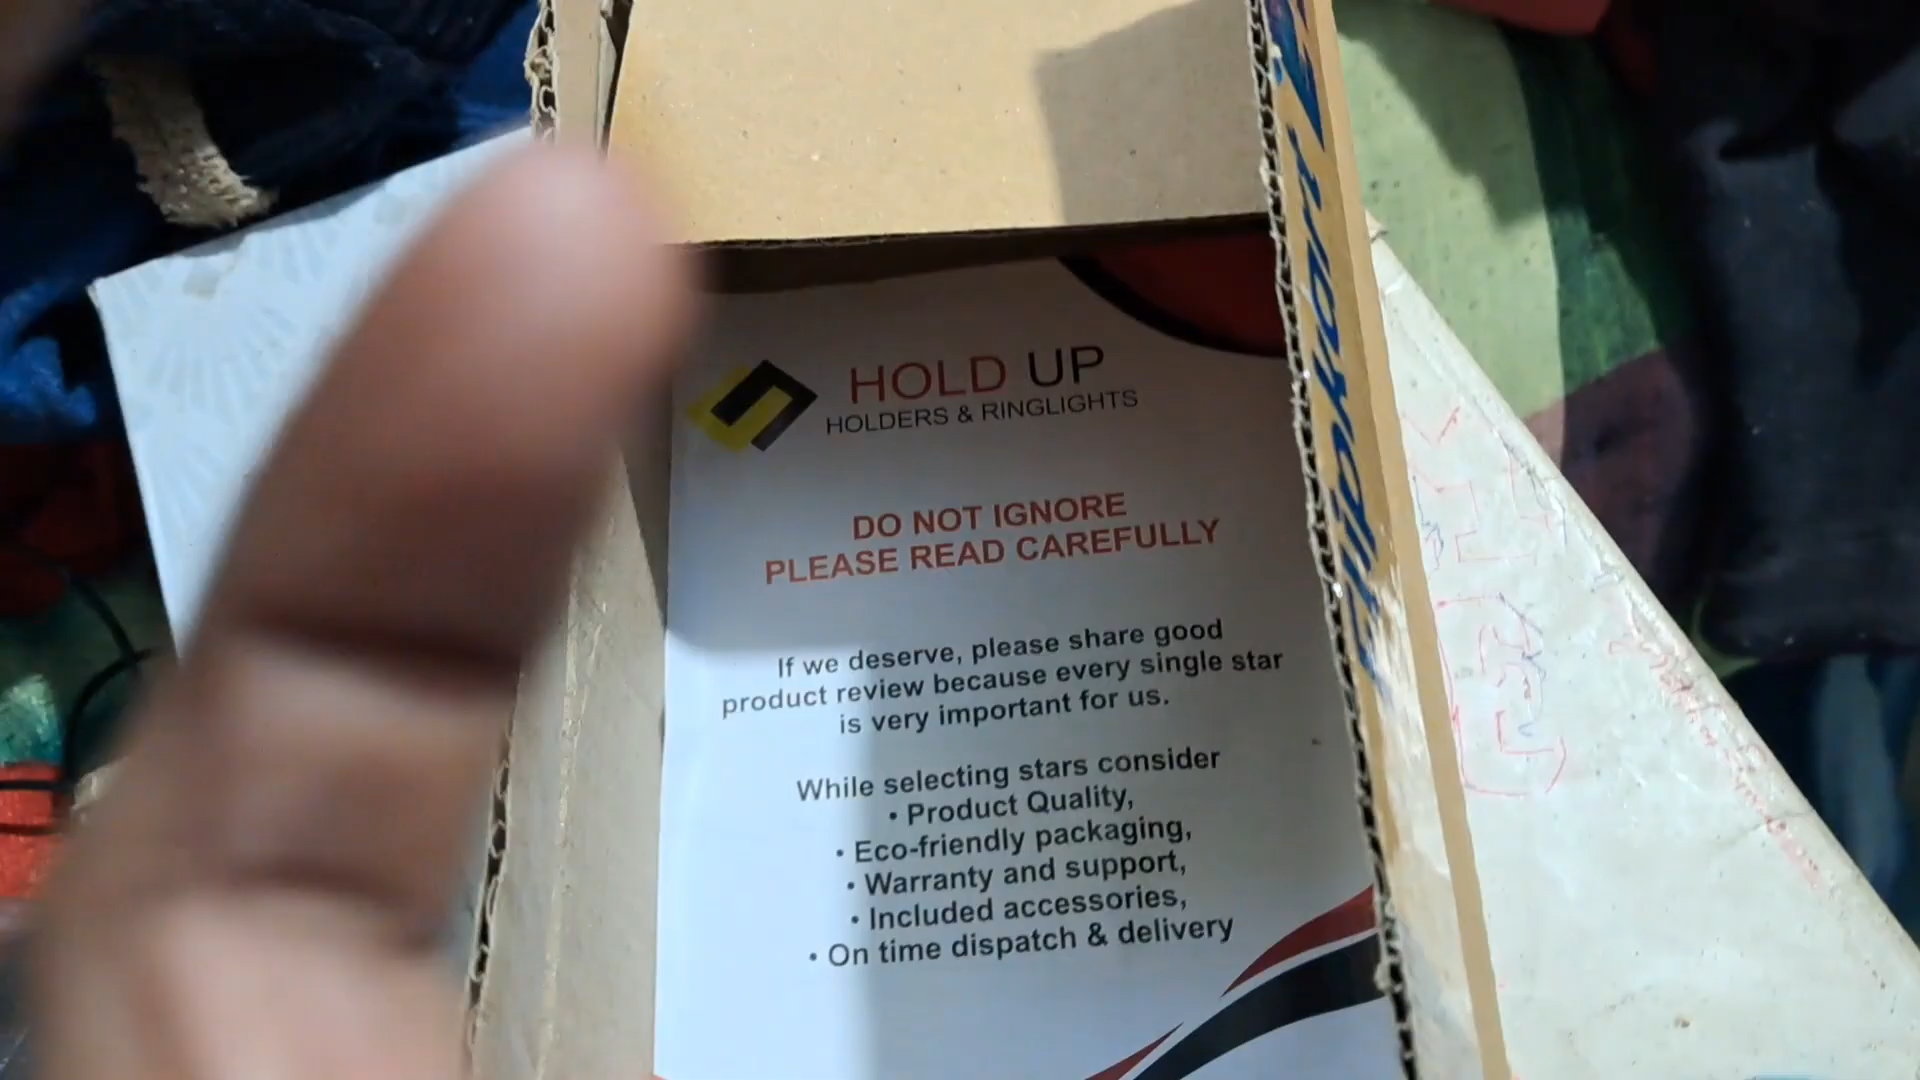 HOLD UP
HOLDERS & RINGLIGHTS
DO NOT IGNORE
PLEASE READ CAREFULLY
If we deserve, please share good
product review because every single star
is very important for us.
While selecting stars consider
• Product Quality,
• Eco-friendly packaging,
• Warranty and support,
• Included accessories,
• On time dispatch & delivery